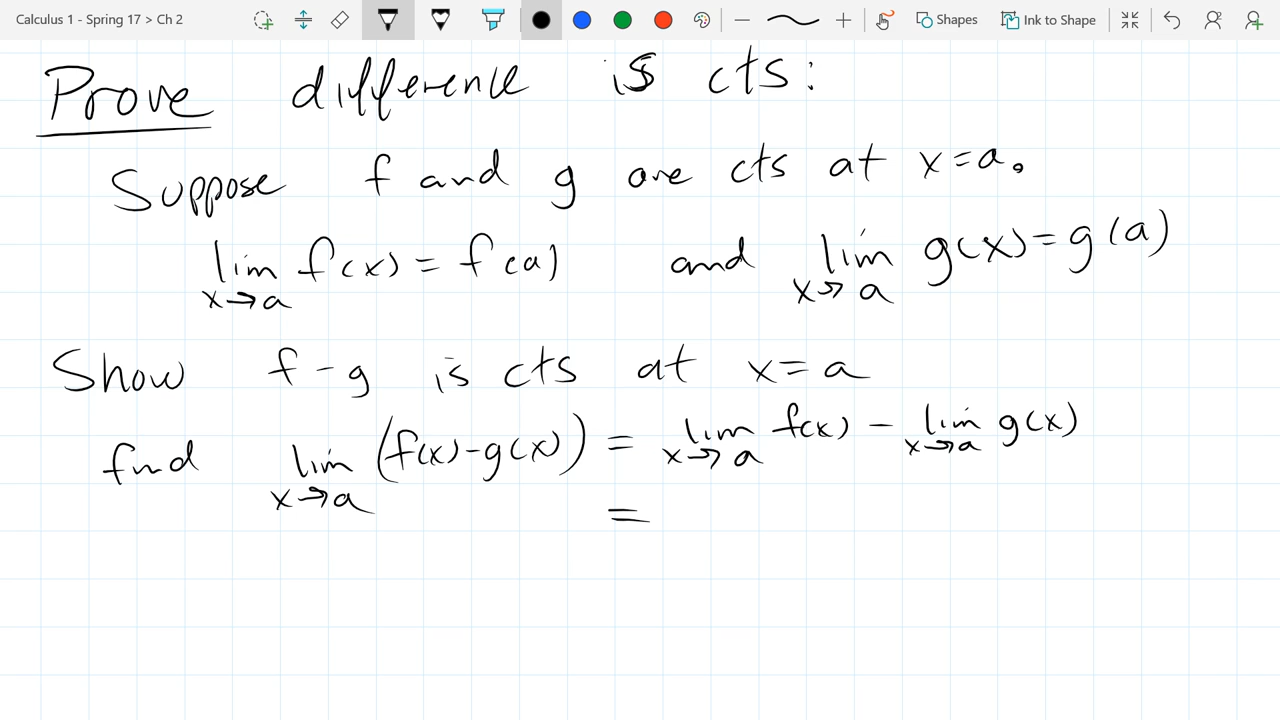 Calculus 1 - Spring 17 > Ch 2 Shapes Ink to Shape
Prove difference is cts:
Suppose f and g are cts at x=a.
lim x→a f(x) = f(a) and lim x→a g(x) = g(a)
Show f-g is cts at x=a
find lim x→a (f(x)-g(x)) = lim x→a f(x) - lim x→a g(x)
=